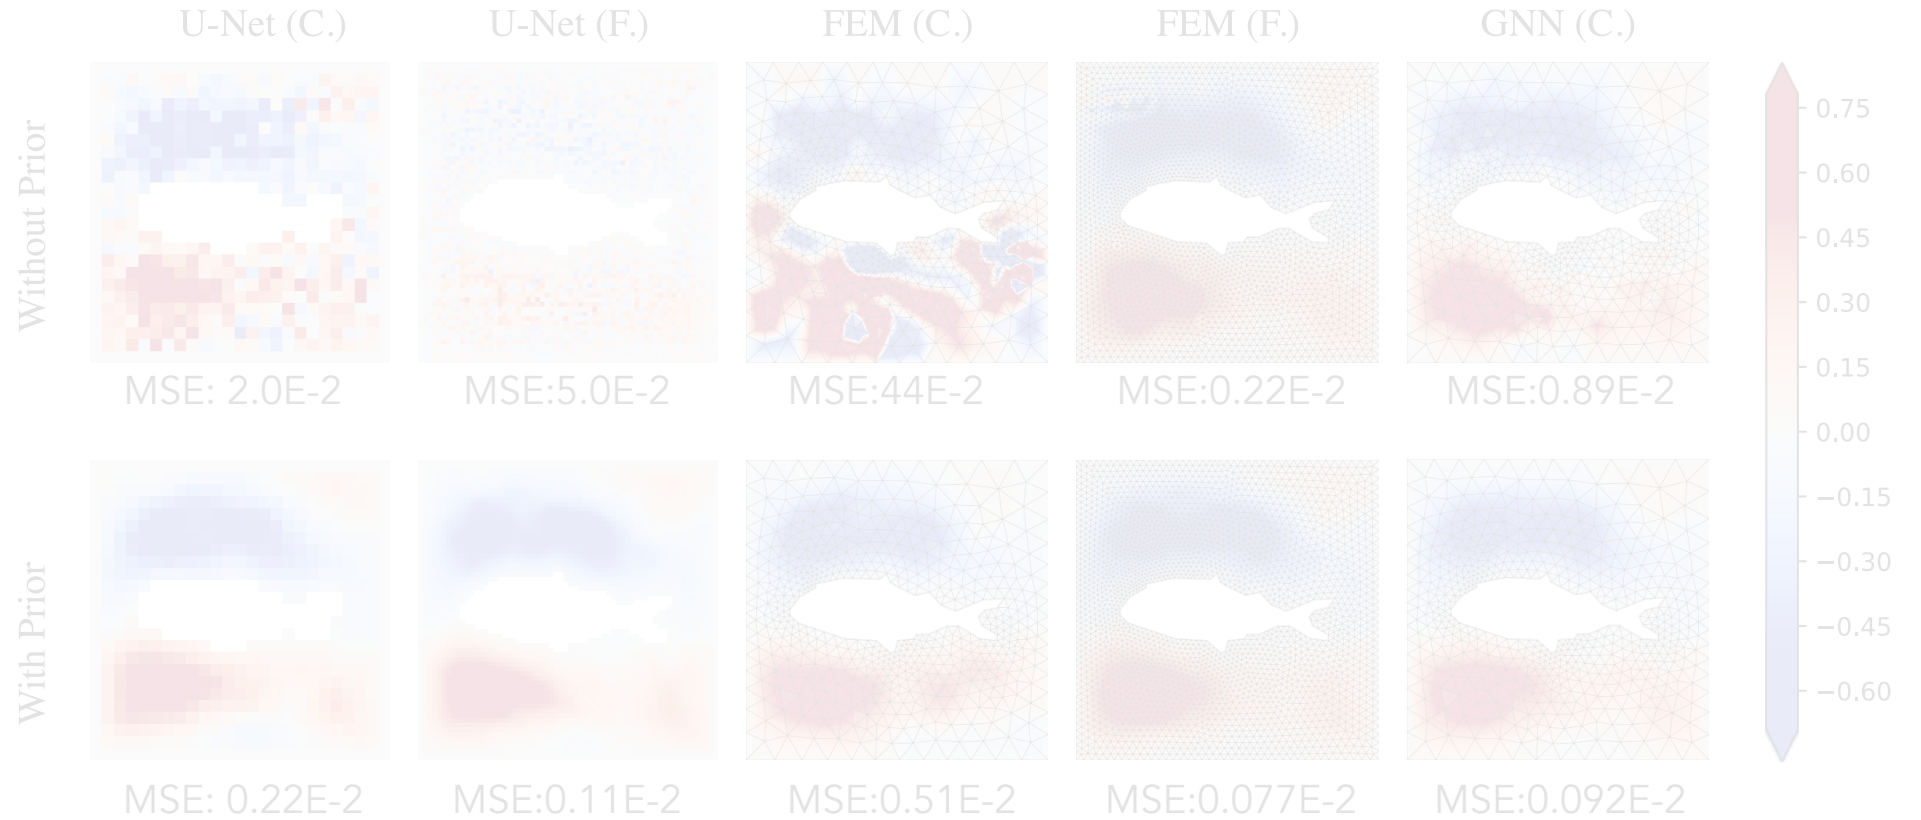 U-Net (C.) U-Net (F.) FEM (C.) FEM (F.) GNN (C.)
Without Prior
MSE: 2.0E-2 MSE:5.0E-2 MSE:44E-2 MSE:0.22E-2 MSE:0.89E-2
With Prior
MSE: 0.22E-2 MSE:0.11E-2 MSE:0.51E-2 MSE:0.077E-2 MSE:0.092E-2
0.75
0.60
0.45
0.30
0.15
0.00
−0.15
−0.30
−0.45
−0.60